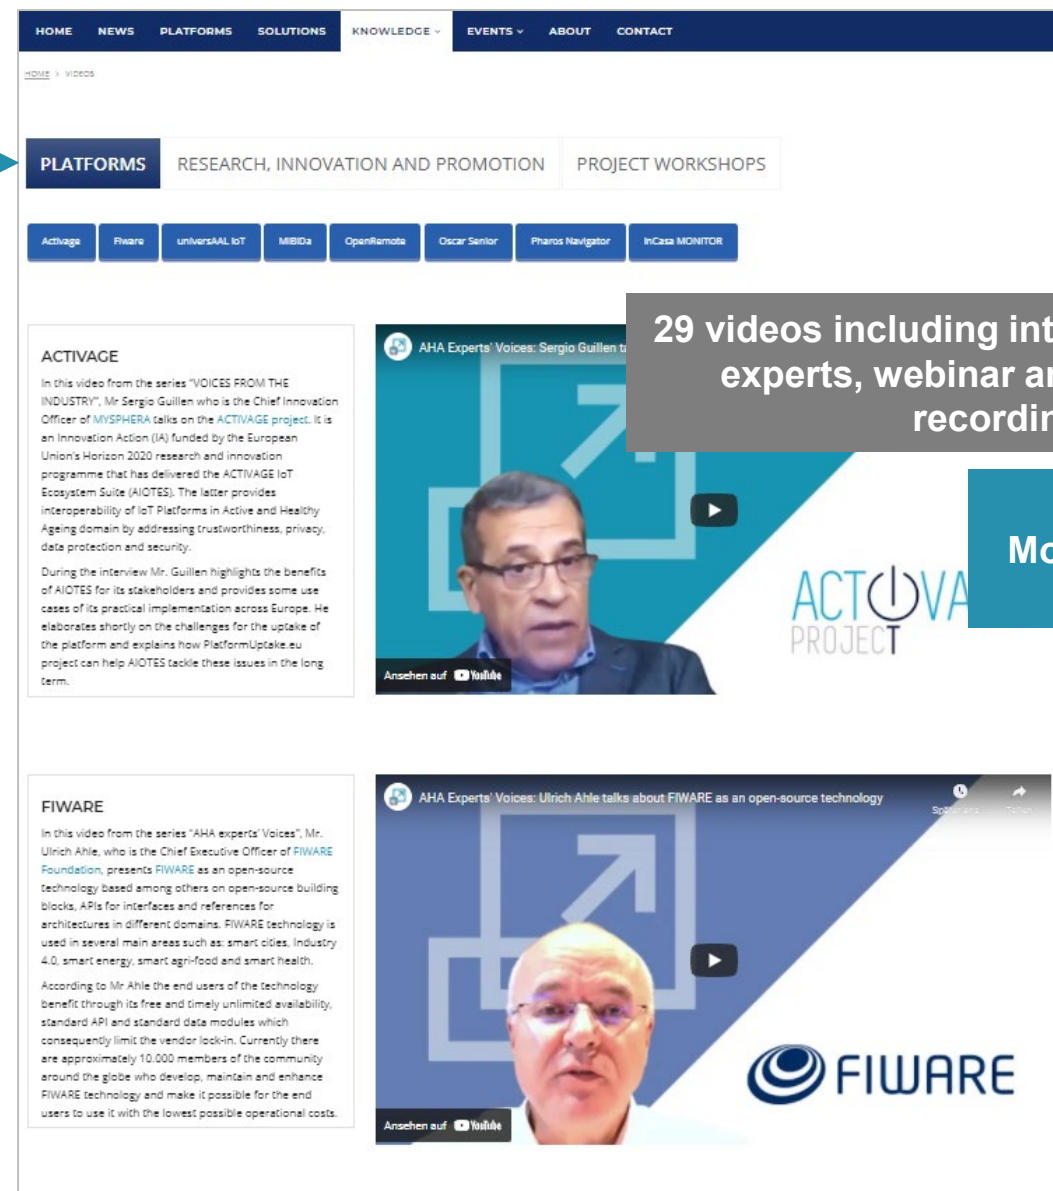 HOME NEWS PLATFORMS SOLUTIONS KNOWLEDGE EVENTS ABOUT CONTACT
HOME > VIDEOS
PLATFORMS RESEARCH, INNOVATION AND PROMOTION PROJECT WORKSHOPS
Activage Fiware universAAL IoT MIBIDa OpenRemote Oscar Senior Pharos Navigator InCasa MONITOR
29 videos including int
experts, webinar
recordin
Mo
ACTIVAGE
In this video from the series "VOICES FROM THE
INDUSTRY", Mr Sergio Guillen who is the Chief Innovation
Officer of MYSPHERA talks on the ACTIVAGE project. It is
an Innovation Action (IA) funded by the European
Union's Horizon 2020 research and innovation
programme that has delivered the ACTIVAGE IoT
Ecosystem Suite (AIOTES). The latter provides
interoperability of IoT Platforms in Active and Healthy
Ageing domain by addressing trustworthiness, privacy,
data protection and security.
During the interview Mr. Guillen highlights the benefits
of AIOTES for its stakeholders and provides some use
cases of its practical implementation across Europe. He
elaborates shortly on the challenges for the uptake of
the platform and explains how PlatformUptake.eu
project can help AIOTES tackle these issues in the long
term.
AHA Experts' Voices: Sergio Guillen
ACTIVA
PROJECT
Ansehen auf YouTube
FIWARE
In this video from the series "AHA experts' Voices", Mr.
Ulrich Ahle, who is the Chief Executive Officer of FIWARE
Foundation, presents FIWARE as an open-source
technology based among others on open-source building
blocks, APIs for interfaces and references for
architectures in different domains. FIWARE technology is
used in several main areas such as: smart cities, Industry
4.0, smart energy, smart agri-food and smart health.
According to Mr Ahle the end users of the technology
benefit through its free and timely unlimited availability,
standard API and standard data modules which
consequently limit the vendor lock-in. Currently there
are approximately 10.000 members of the community
around the globe who develop, maintain and enhance
FIWARE technology and make it possible for the end
users to use it with the lowest possible operational costs.
AHA Experts' Voices: Ulrich Ahle talks about FIWARE as an open-source technology
FIWARE
Ansehen auf YouTube